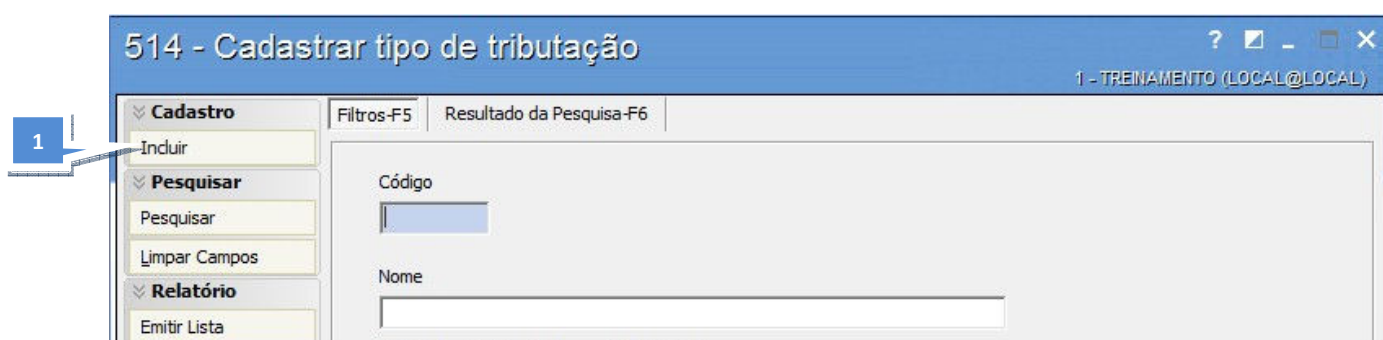 514 - Cadastrar tipo de tributação
?
1 - TREINAMENTO (LOCAL@LOCAL)
Cadastro
Filtros-F5 Resultado da Pesquisa-F6
1
Incluir
Pesquisar
Código
Pesquisar
Limpar Campos
Nome
Relatório
Emitir Lista